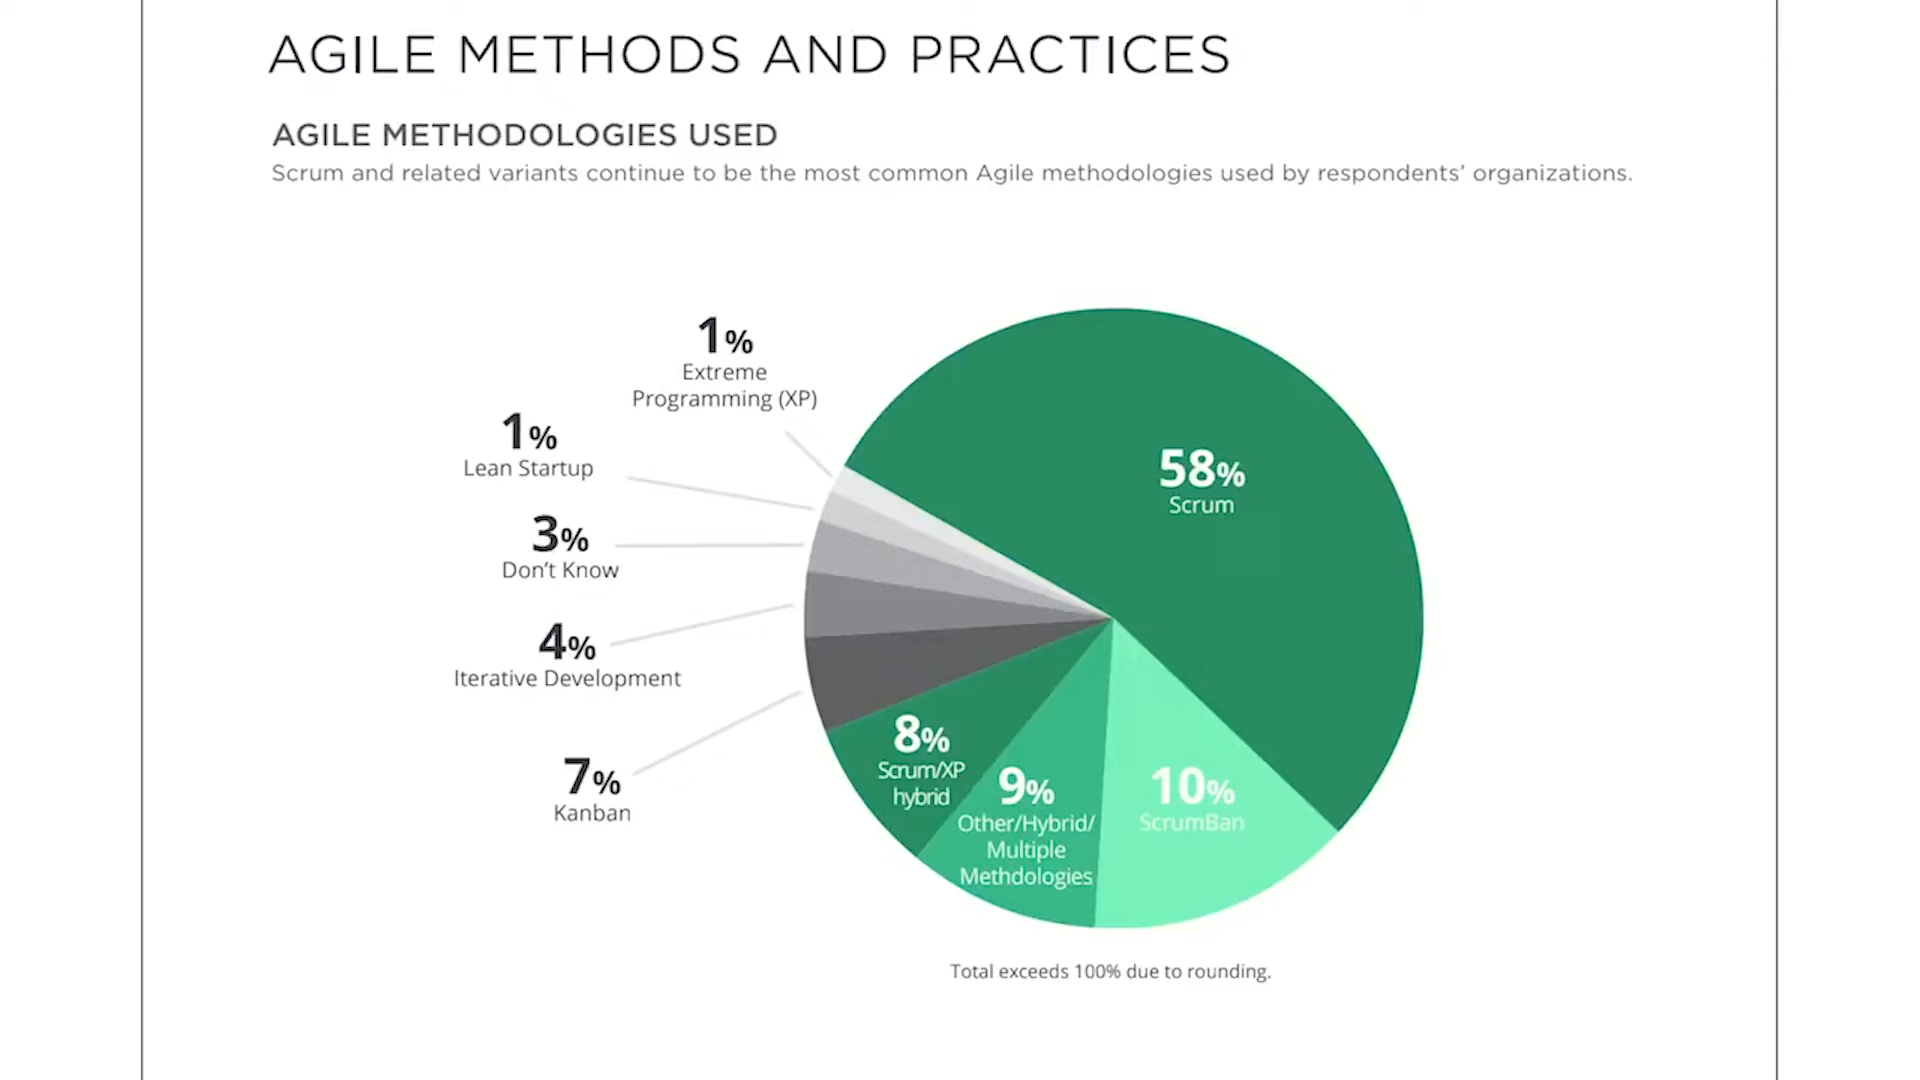 AGILE METHODS AND PRACTICES
AGILE METHODOLOGIES USED
Scrum and related variants continue to be the most common Agile methodologies used by respondents’ organizations.
1%
Extreme
Programming (XP)
1%
Lean Startup
3%
Don’t Know
4%
Iterative Development
7%
Kanban
58%
Scrum
8%
Scrum/XP
hybrid
9%
Other/Hybrid/
Multiple
Methdologies
10%
ScrumBan
Total exceeds 100% due to rounding.